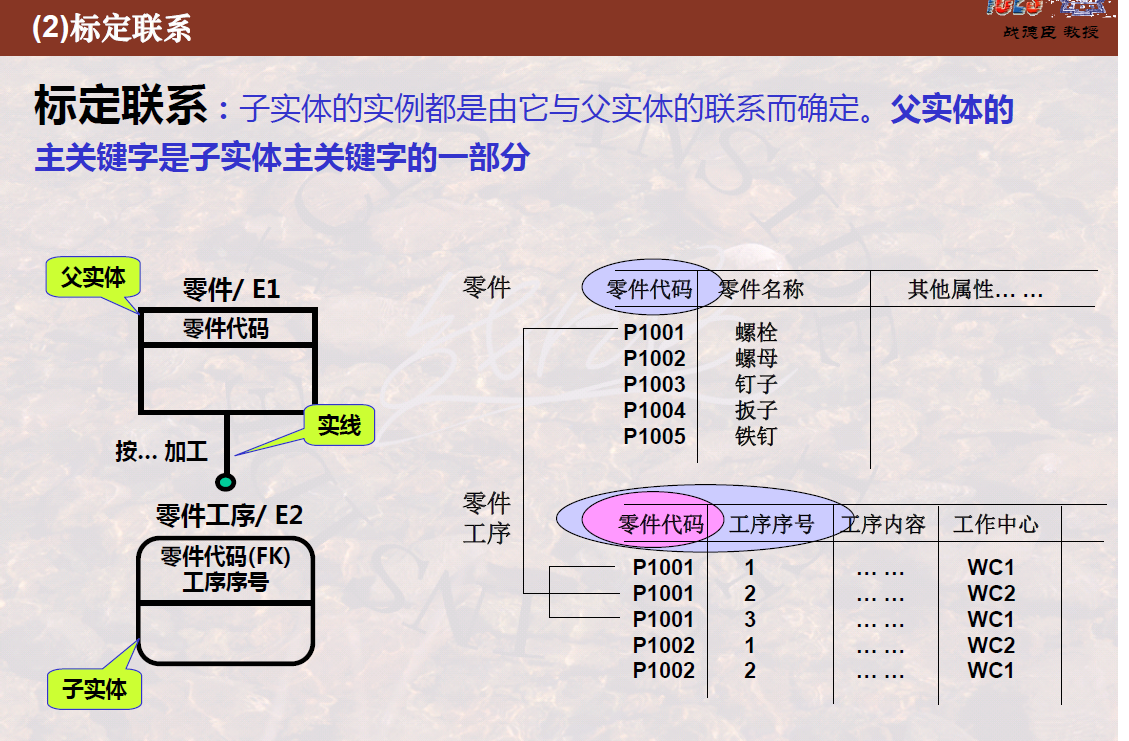 (2)标定联系
战德臣 教授
标定联系：子实体的实例都是由它与父实体的联系而确定。父实体的
主关键字是子实体主关键字的一部分
父实体
零件/ E1
零件代码
实线
按... 加工
零件工序/ E2
零件代码(FK)
工序序号
子实体
零件
零件代码 零件名称 其他属性... ...
P1001 螺栓
P1002 螺母
P1003 钉子
P1004 扳子
P1005 铁钉
零件
工序
零件代码 工序序号 工序内容 工作中心
P1001 1 ... ... WC1
P1001 2 ... ... WC2
P1001 3 ... ... WC1
P1002 1 ... ... WC2
P1002 2 ... ... WC1